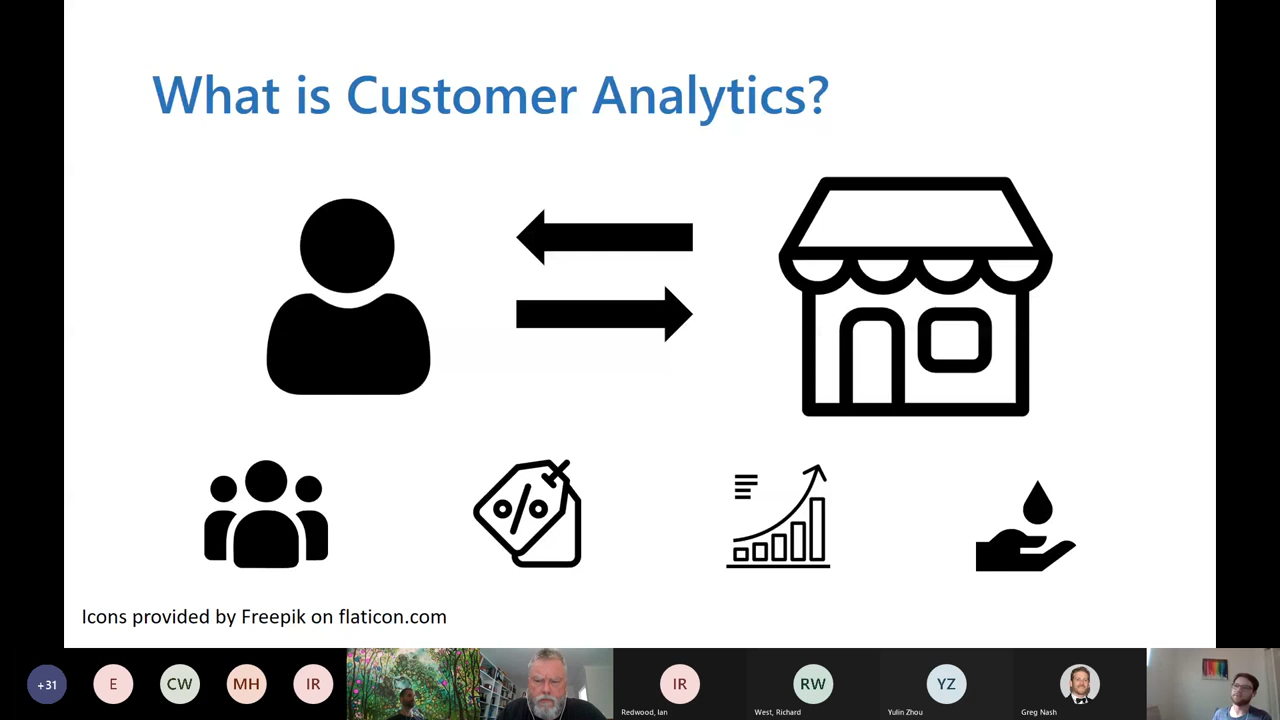 What is Customer Analytics?
%
Icons provided by Freepik on flaticon.com
+31
E
CW
MH
IR
IR
RW
YZ
Redwood, Ian
West, Richard
Yulin Zhou
Greg Nash